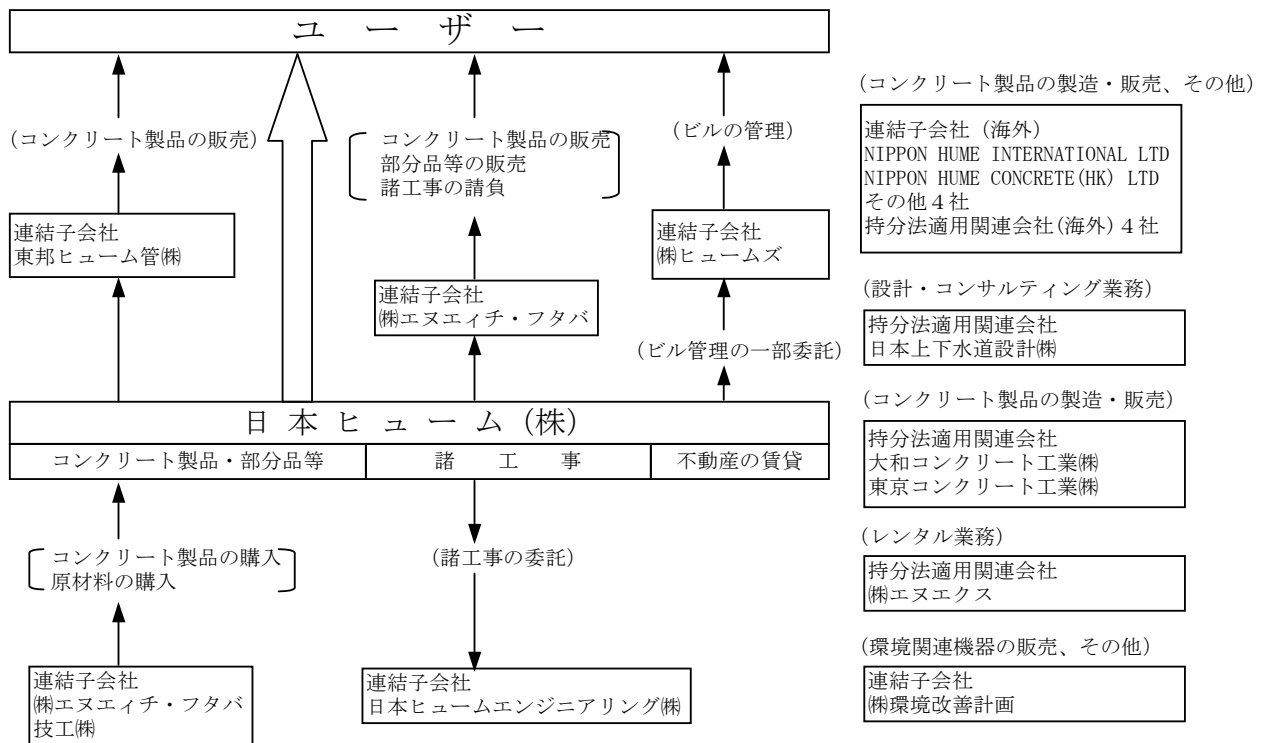 ユーザー
(コンクリート製品の販売)
コンクリート製品の販売
部分品等の販売
諸工事の請負
(ビルの管理)
連結子会社
東邦ヒューム管㈱
連結子会社
㈱エヌエィチ・フタバ
連結子会社
㈱ヒュームズ
(ビル管理の一部委託)
日本ヒューム(株)
コンクリート製品・部分品等
諸工事
不動産の賃貸
コンクリート製品の購入
原材料の購入
(諸工事の委託)
連結子会社
㈱エヌエィチ・フタバ
技工㈱
連結子会社
日本ヒュームエンジニアリング㈱
(コンクリート製品の製造・販売、その他)
連結子会社(海外)
NIPPON HUME INTERNATIONAL LTD
NIPPON HUME CONCRETE(HK) LTD
その他4社
持分法適用関連会社(海外)4社
(設計・コンサルティング業務)
持分法適用関連会社
日本上下水道設計㈱
(コンクリート製品の製造・販売)
持分法適用関連会社
大和コンクリート工業㈱
東京コンクリート工業㈱
(レンタル業務)
持分法適用関連会社
㈱エヌエクス
(環境関連機器の販売、その他)
連結子会社
㈱環境改善計画